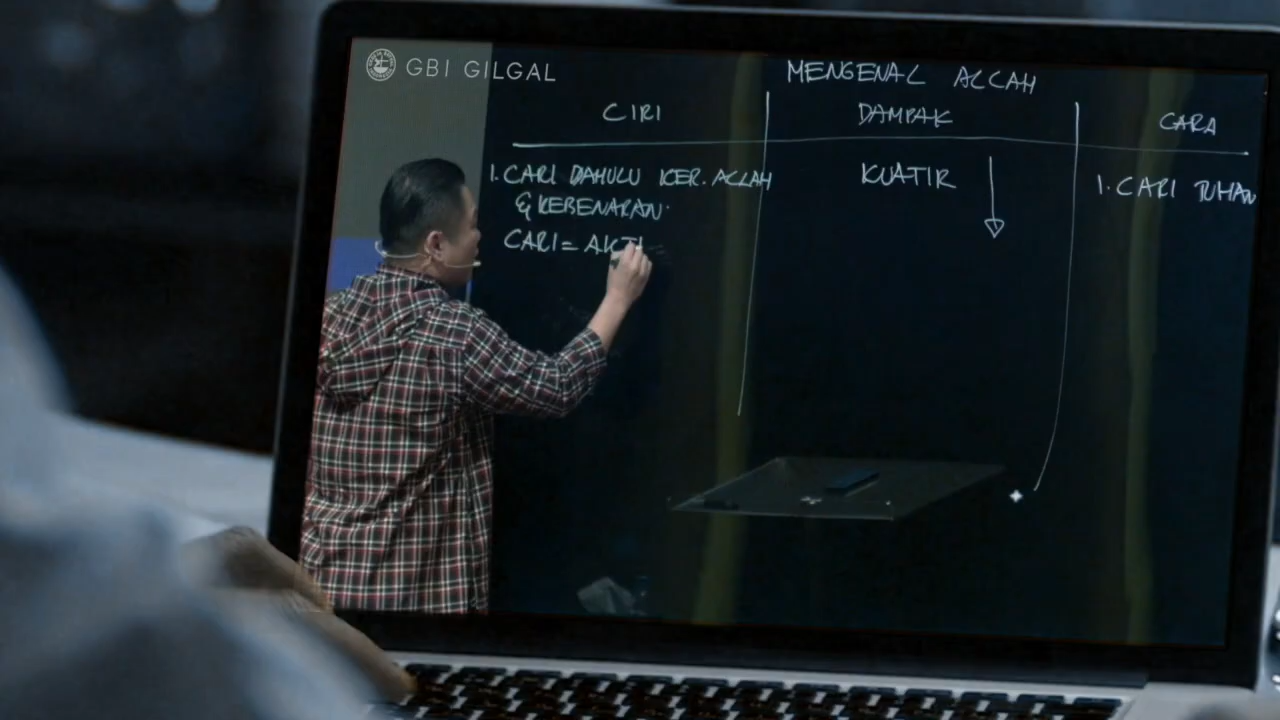 GBI GILGAL
MENGENAL ALLAH
CIRI DAMPAK CARA
1. CARI DAHULU KER. ALLAH KUATIR 1. CARI TUHAN
& KEBENARAN.
CARI = AKTI